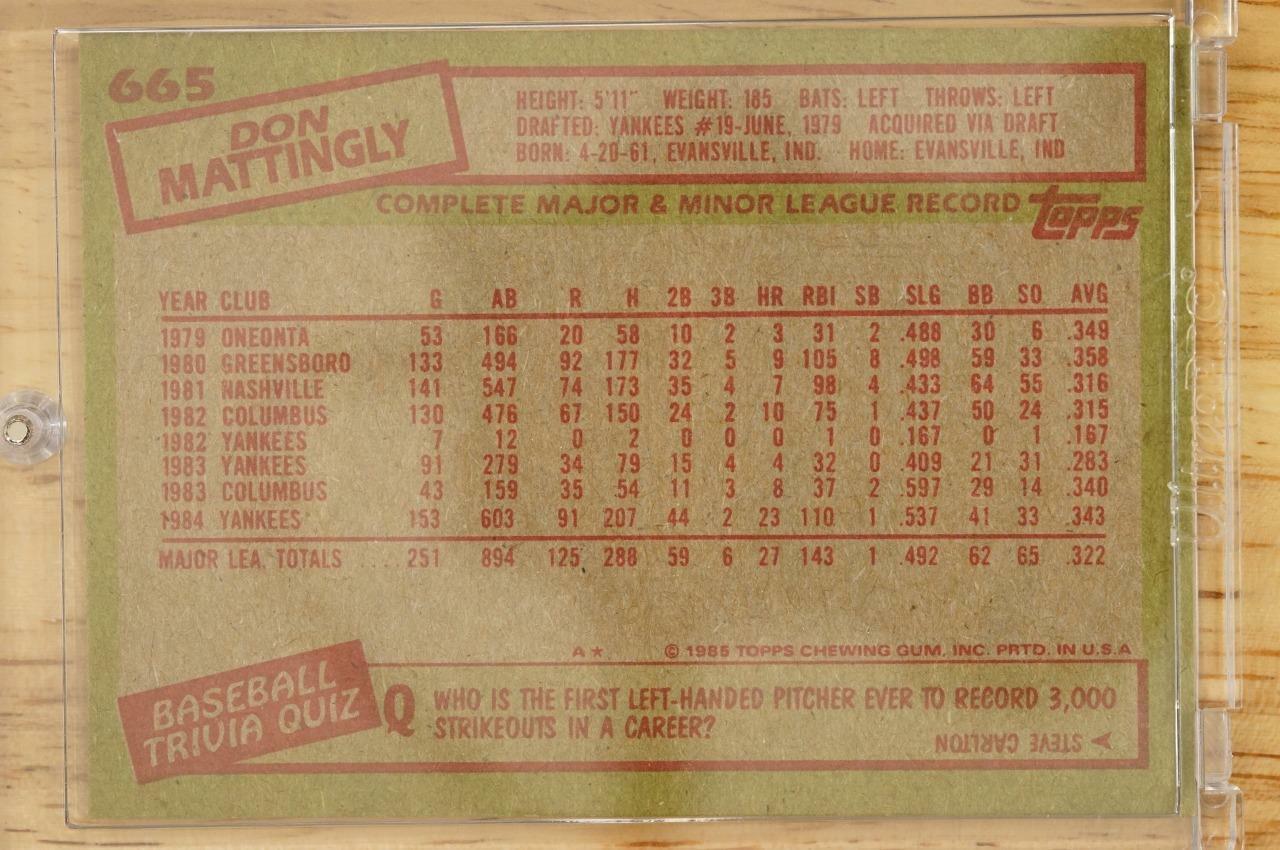 665
DON
MATTINGLY
HEIGHT: 5'11" WEIGHT: 185 BATS: LEFT THROWS: LEFT
DRAFTED: YANKEES #19-JUNE, 1979 ACQUIRED VIA DRAFT
BORN: 4-20-61, EVANSVILLE, IND. HOME: EVANSVILLE, IND
COMPLETE MAJOR & MINOR LEAGUE RECORD topps
YEAR CLUB G AB R H 2B 3B HR RBI SB SLG BB SO AVG
1979 ONEONTA 53 166 20 58 10 2 3 31 2 .488 30 6 .349
1980 GREENSBORO 133 494 92 177 32 5 9 105 8 .498 59 33 .358
1981 NASHVILLE 141 547 74 173 35 4 7 98 4 .433 64 55 .316
1982 COLUMBUS 130 476 67 150 24 2 10 75 1 .437 50 24 .315
1982 YANKEES 7 12 0 2 0 0 0 1 0 .167 0 1 .167
1983 YANKEES 91 279 34 79 15 4 4 32 0 .409 21 31 .283
1983 COLUMBUS 43 159 35 54 11 3 8 37 2 .597 29 14 .340
1984 YANKEES 153 603 91 207 44 2 23 110 1 .537 41 33 .343
MAJOR LEA. TOTALS .... 251 894 125 288 59 6 27 143 1 .492 62 65 .322
A★ © 1985 TOPPS CHEWING GUM, INC. PRTD. IN U.S.A
BASEBALL
TRIVIA QUIZ
Q WHO IS THE FIRST LEFT-HANDED PITCHER EVER TO RECORD 3,000
STRIKEOUTS IN A CAREER?
STEVE CARLTON